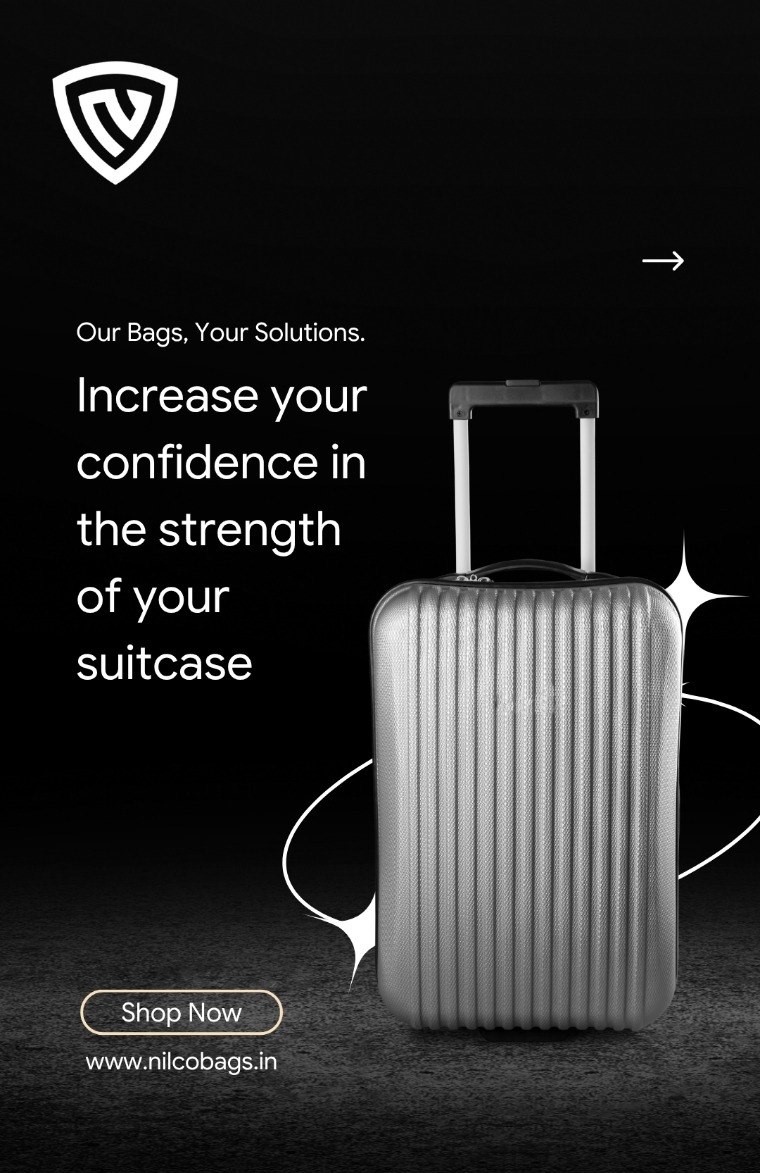 Our Bags, Your Solutions.
Increase your
confidence in
the strength
of your
suitcase
Shop Now
www.nilcobags.in